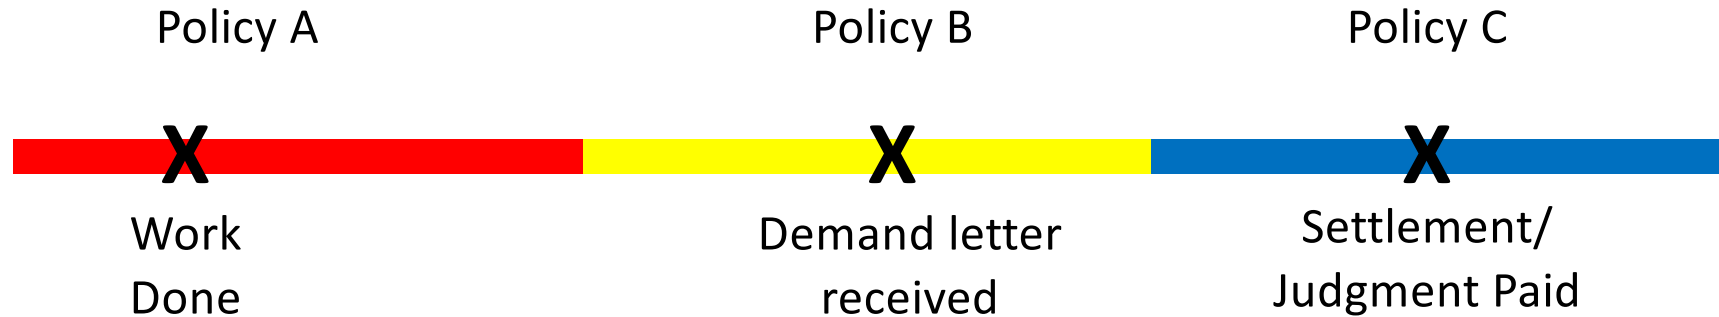 Policy A
Policy B
Policy C
X
X
X
Work
Done
Demand letter
received
Settlement/
Judgment Paid